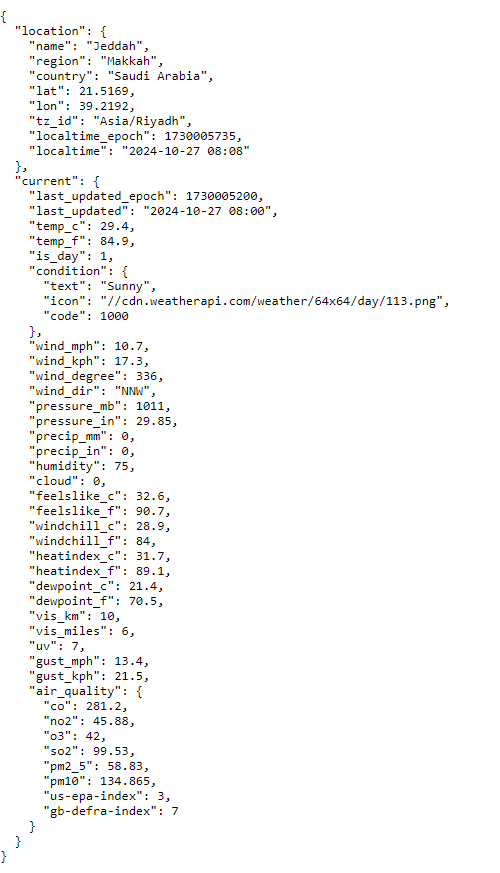 {
  "location": {
    "name": "Jeddah",
    "region": "Makkah",
    "country": "Saudi Arabia",
    "lat": 21.5169,
    "lon": 39.2192,
    "tz_id": "Asia/Riyadh",
    "localtime_epoch": 1730005735,
    "localtime": "2024-10-27 08:08"
  },
  "current": {
    "last_updated_epoch": 1730005200,
    "last_updated": "2024-10-27 08:00",
    "temp_c": 29.4,
    "temp_f": 84.9,
    "is_day": 1,
    "condition": {
      "text": "Sunny",
      "icon": "//cdn.weatherapi.com/weather/64x64/day/113.png",
      "code": 1000
    },
    "wind_mph": 10.7,
    "wind_kph": 17.3,
    "wind_degree": 336,
    "wind_dir": "NNW",
    "pressure_mb": 1011,
    "pressure_in": 29.85,
    "precip_mm": 0,
    "precip_in": 0,
    "humidity": 75,
    "cloud": 0,
    "feelslike_c": 32.6,
    "feelslike_f": 90.7,
    "windchill_c": 28.9,
    "windchill_f": 84,
    "heatindex_c": 31.7,
    "heatindex_f": 89.1,
    "dewpoint_c": 21.4,
    "dewpoint_f": 70.5,
    "vis_km": 10,
    "vis_miles": 6,
    "uv": 7,
    "gust_mph": 13.4,
    "gust_kph": 21.5,
    "air_quality": {
      "co": 281.2,
      "no2": 45.88,
      "o3": 42,
      "so2": 99.53,
      "pm2_5": 58.83,
      "pm10": 134.865,
      "us-epa-index": 3,
      "gb-defra-index": 7
    }
  }
}